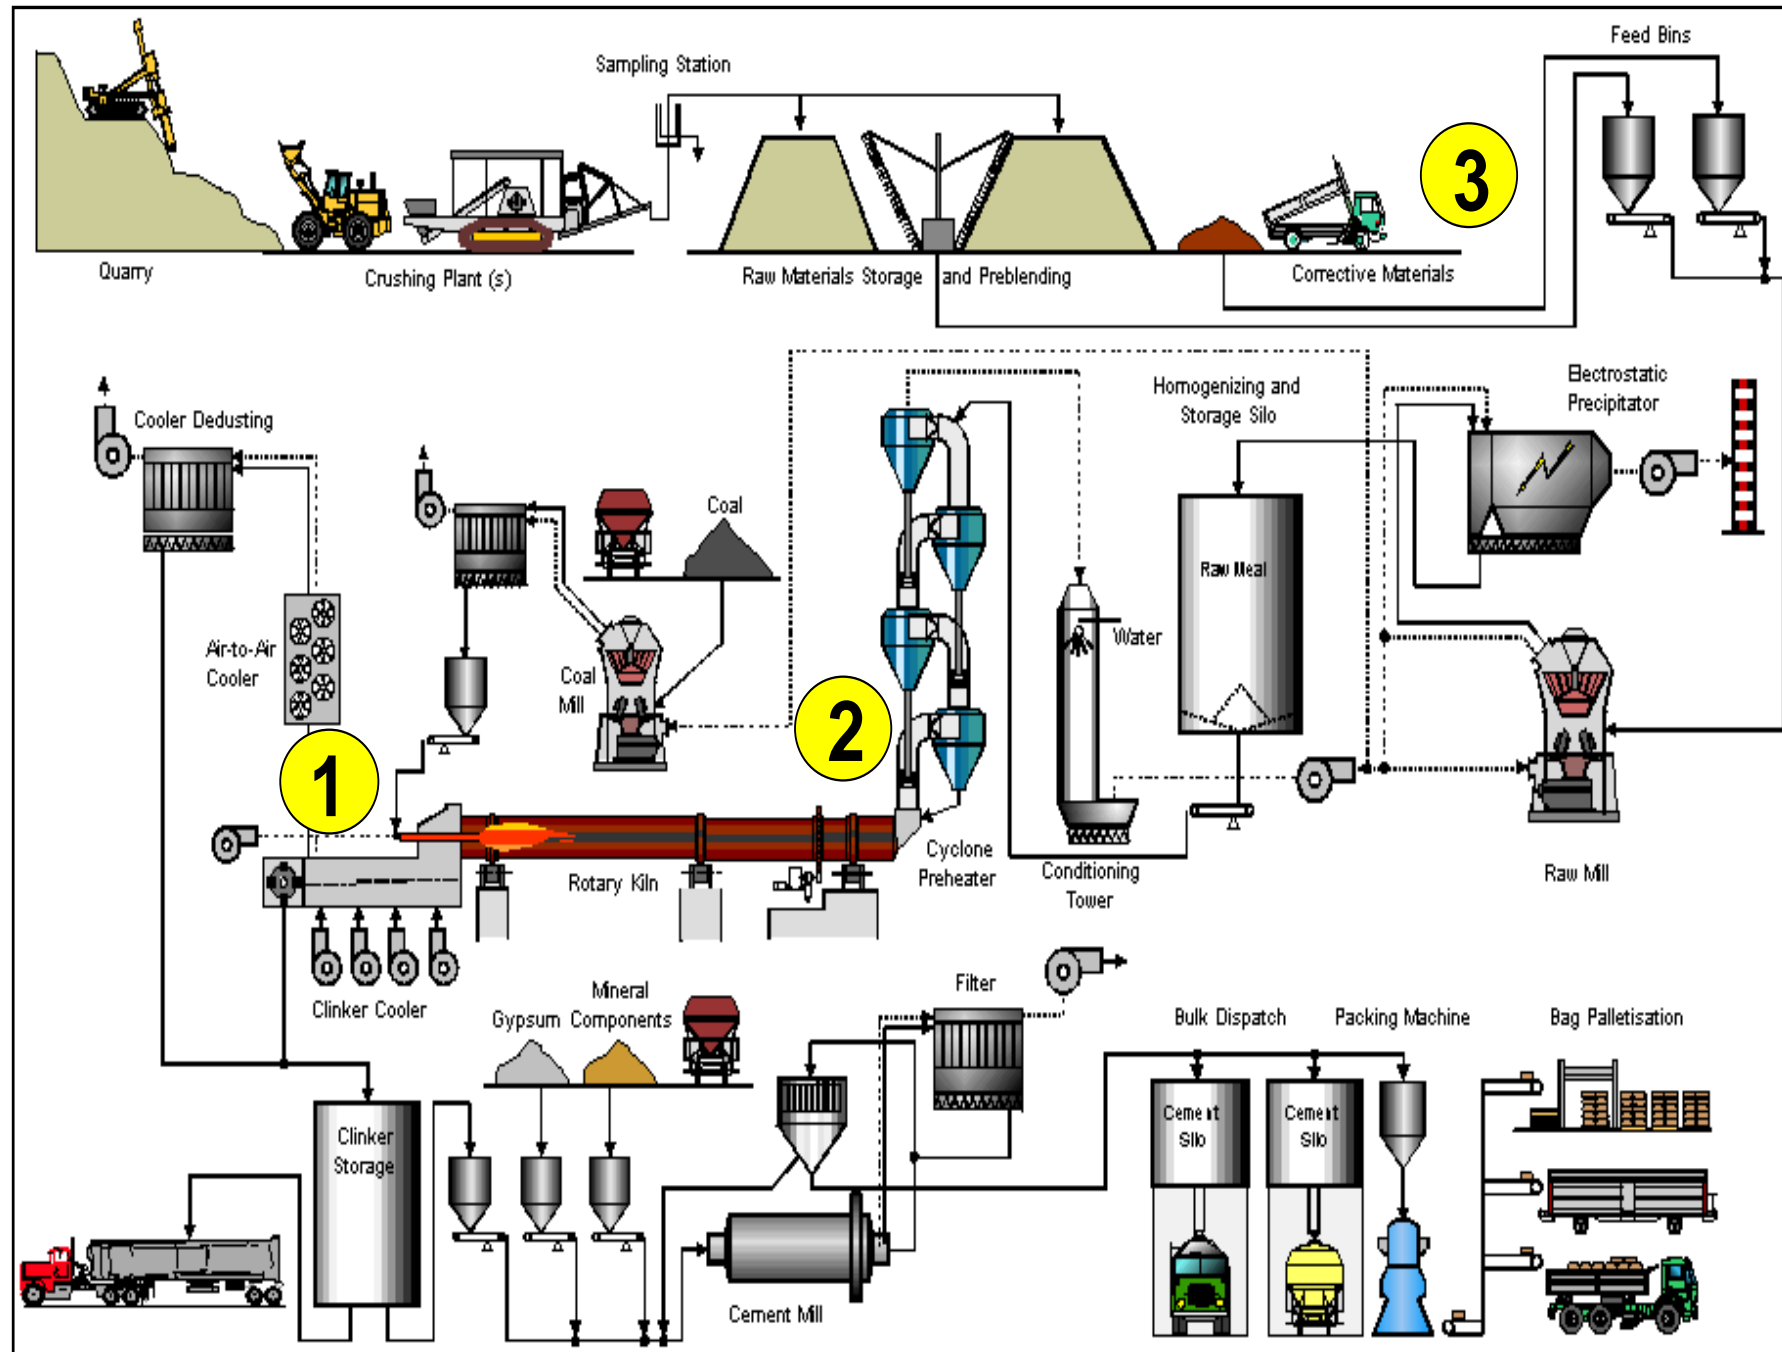 Feed Bins
Sampling Station
3
Quarry
Crushing Plant (s)
Raw Materials Storage and Preblending
Corrective Materials
Cooler Dedusting
Homogenizing and
Storage Silo
Electrostatic
Precipitator
Coal
Raw Meal
Water
Air-to-Air
Cooler
Coal
Mill
2
1
Rotary Kiln
Cyclone
Preheater
Conditioning
Tower
Raw Mill
Clinker Cooler
Gypsum
Mineral
Components
Filter
Bulk Dispatch
Packing Machine
Bag Palletisation
Clinker
Storage
Cement
Silo
Cement
Silo
Cement Mill